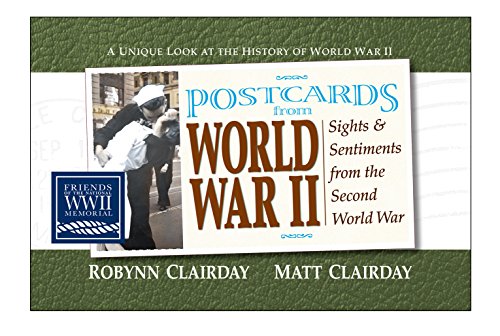 A UNIQUE LOOK AT THE HISTORY OF WORLD WAR II
POSTCARDS
from
WORLD
WAR II
Sights &
Sentiments
from the
Second
World War
FRIENDS
OF THE NATIONAL
WWII
MEMORIAL
ROBYNN CLAIRDAY MATT CLAIRDAY